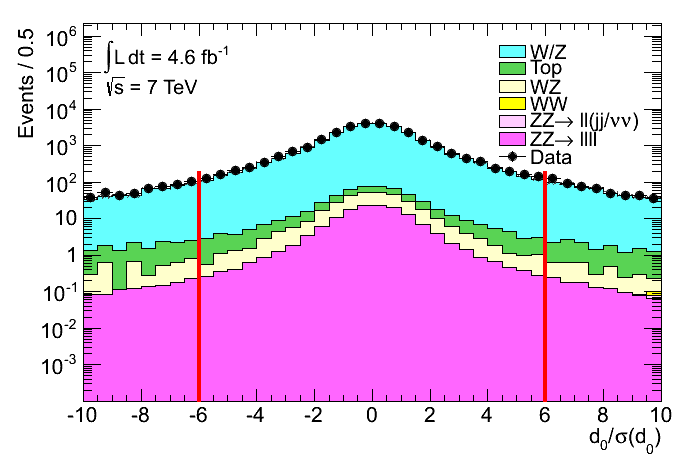 Events / 0.5
10⁶
10⁵
10⁴
10³
10²
10
1
10⁻¹
10⁻²
10⁻³
∫L dt = 4.6 fb⁻¹
√s = 7 TeV
W/Z
Top
WZ
WW
ZZ→ ll(jj/νν)
ZZ→ llll
Data
-10 -8 -6 -4 -2 0 2 4 6 8 10
d₀/σ(d₀)